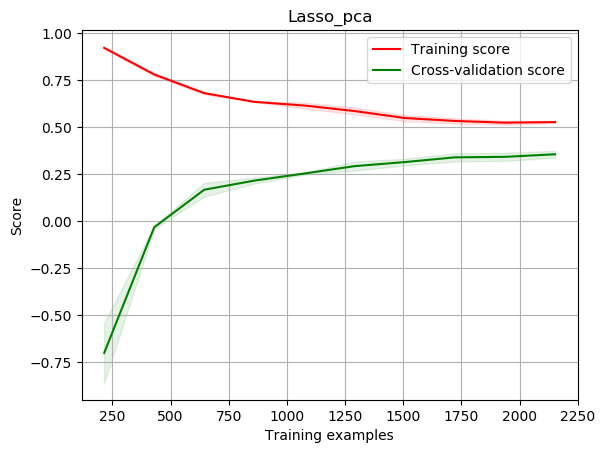 Lasso_pca
Training score
Cross-validation score
1.00
0.75
0.50
0.25
0.00
−0.25
−0.50
−0.75
Score
250 500 750 1000 1250 1500 1750 2000 2250
Training examples